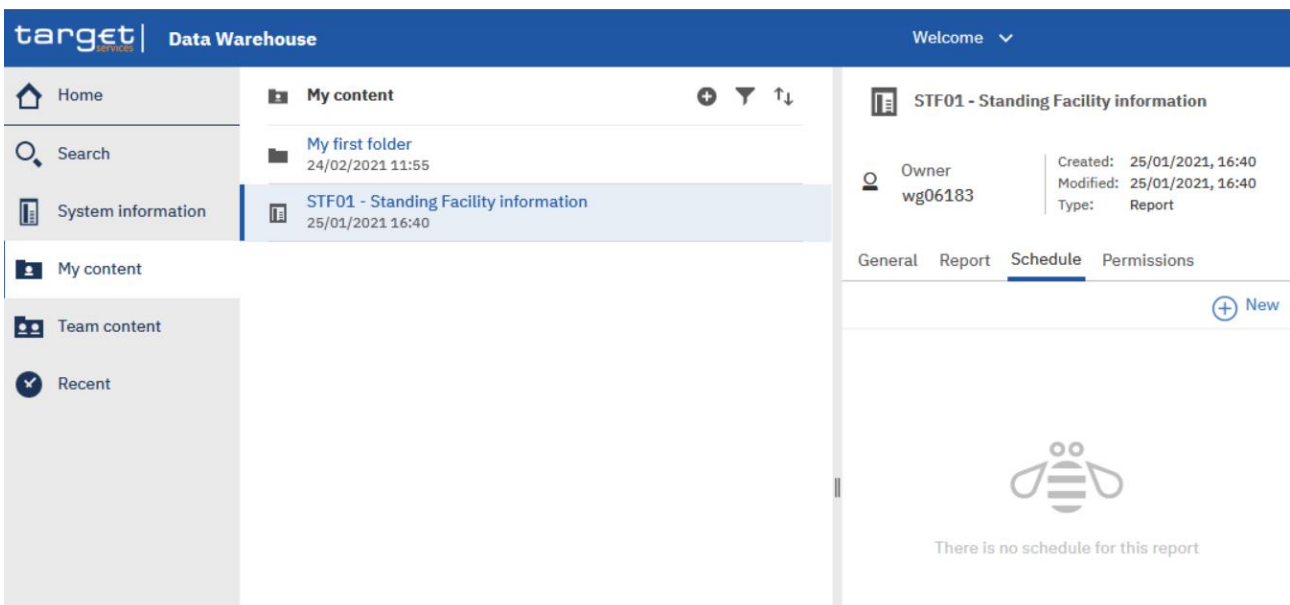 target services| Data Warehouse
Welcome
Home
Search
System information
My content
Team content
Recent
My content
My first folder
24/02/2021 11:55
STF01 - Standing Facility information
25/01/2021 16:40
STF01 - Standing Facility information
Owner
wg06183
Created: 25/01/2021, 16:40
Modified: 25/01/2021, 16:40
Type: Report
General Report Schedule Permissions
New
There is no schedule for this report